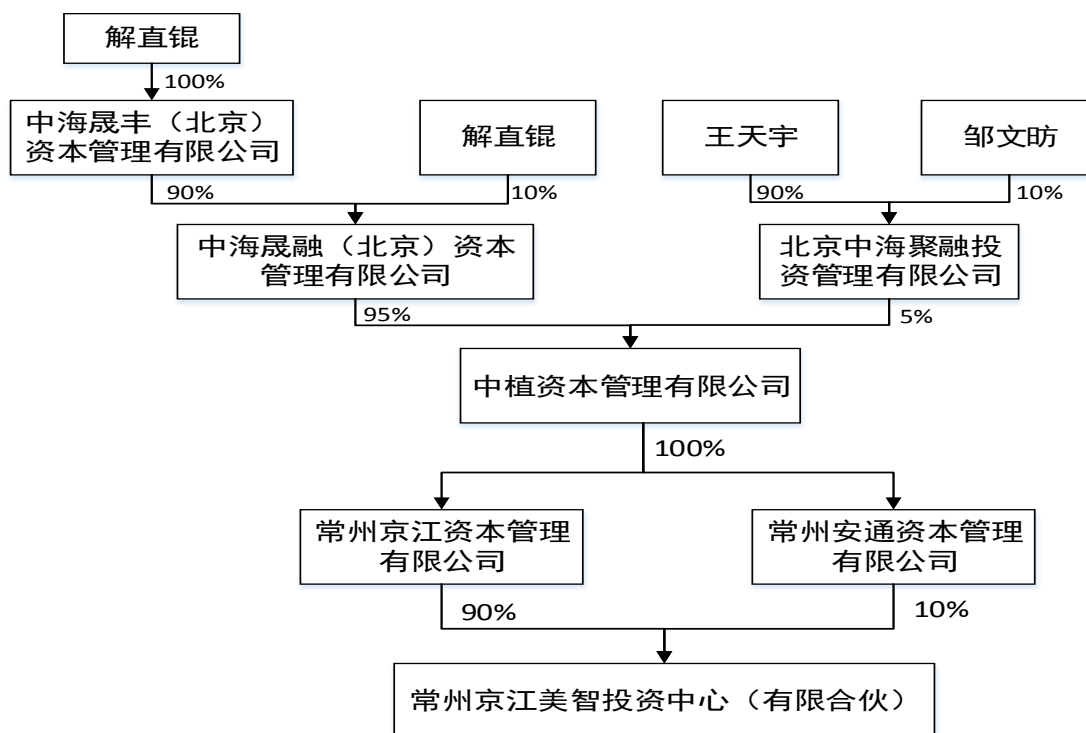 解直锟
100%
中海晟丰（北京）
资本管理有限公司
解直锟
王天宇
邹文昉
90%
10%
90%
10%
中海晟融（北京）资本
管理有限公司
北京中海聚融投
资管理有限公司
95%
5%
中植资本管理有限公司
100%
常州京江资本管理
有限公司
常州安通资本管理
有限公司
90%
10%
常州京江美智投资中心（有限合伙）